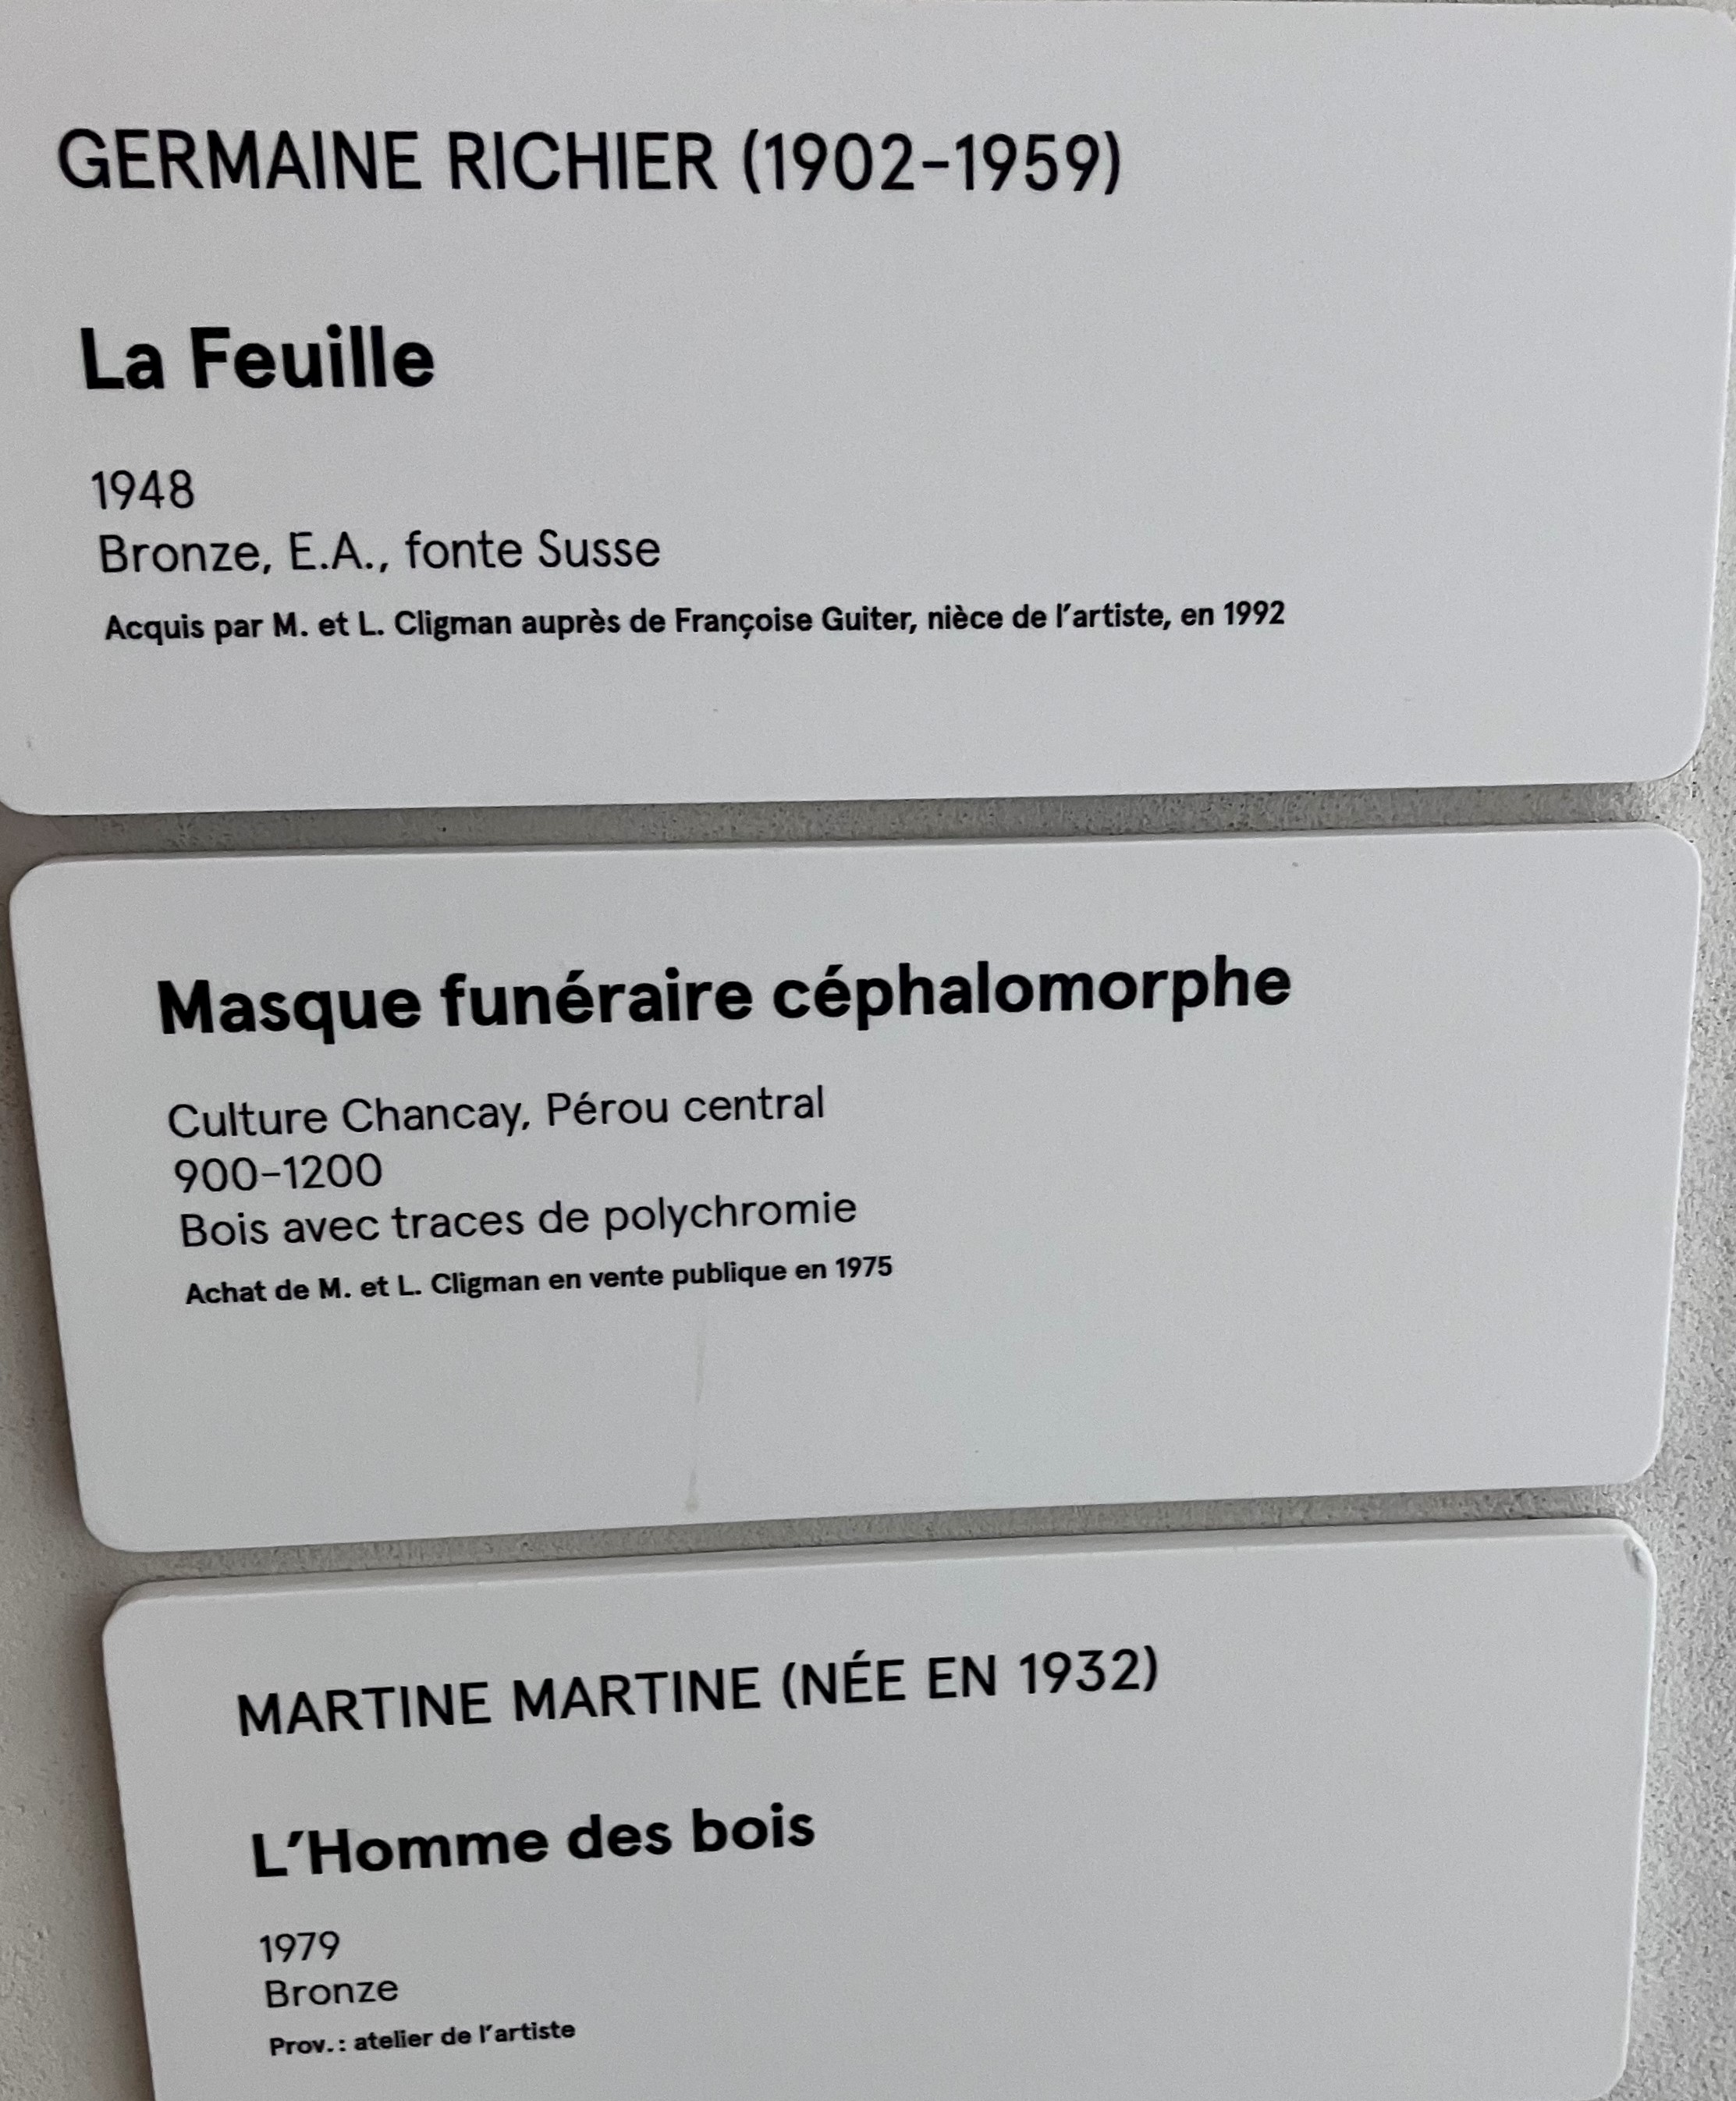 GERMAINE RICHIER (1902-1959)
La Feuille
1948
Bronze, E.A., fonte Susse
Acquis par M. et L. Cligman auprès de Françoise Guiter, nièce de l’artiste, en 1992
Masque funéraire céphalomorphe
Culture Chancay, Pérou central
900-1200
Bois avec traces de polychromie
Achat de M. et L. Cligman en vente publique en 1975
MARTINE MARTINE (NÉE EN 1932)
L’Homme des bois
1979
Bronze
Prov. : atelier de l’artiste